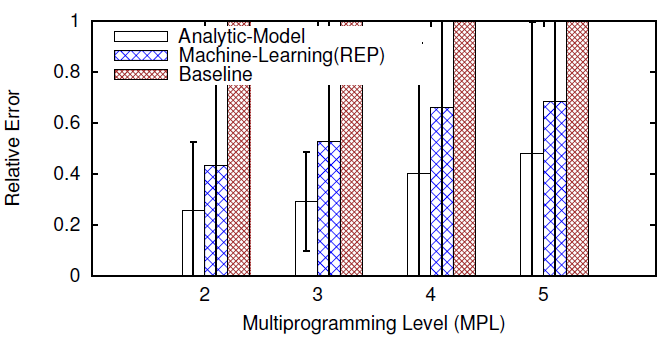 Relative Error
1
0.8
0.6
0.4
0.2
0
Analytic-Model
Machine-Learning(REP)
Baseline
2 3 4 5
Multiprogramming Level (MPL)